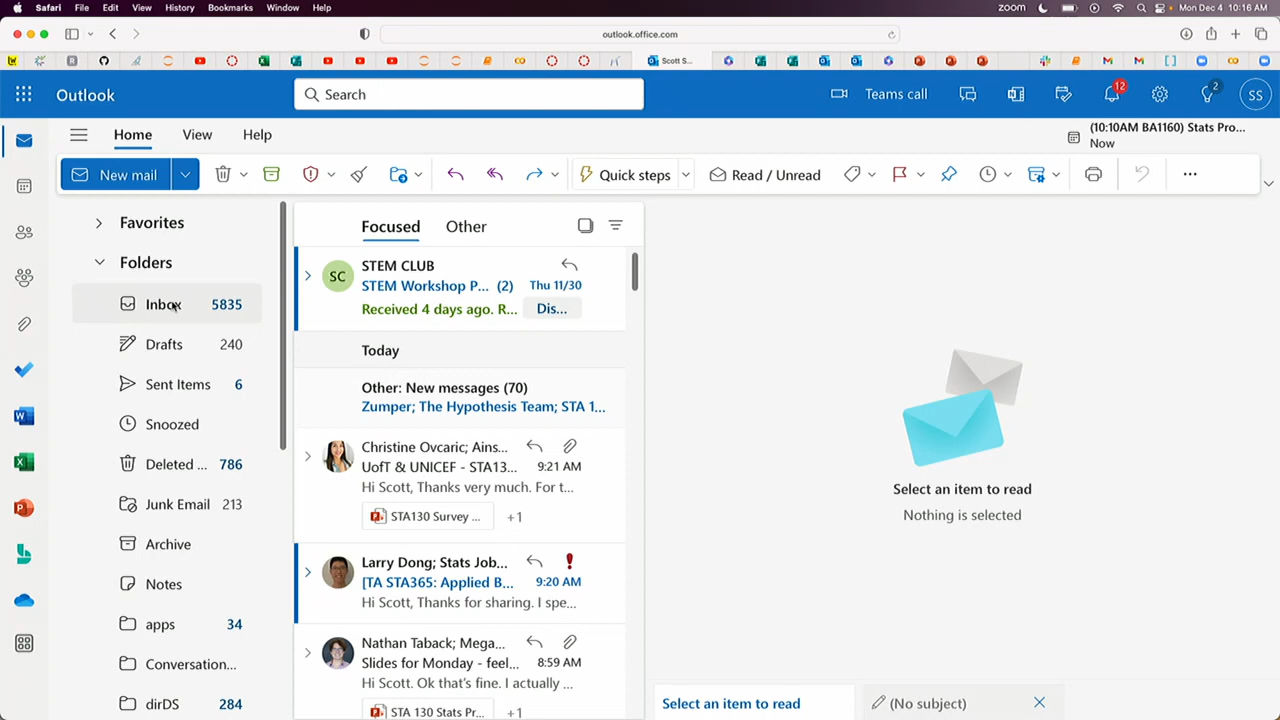 Safari File Edit View History Bookmarks Window Help zoom Mon Dec 4 10:16 AM
outlook.office.com
Scott S...
Outlook
Search
Teams call
12
2
SS
Home View Help
(10:10AM BA1160) Stats Pro...
Now
New mail
Quick steps
Read / Unread
Favorites
Folders
Inbox 5835
Drafts 240
Sent Items 6
Snoozed
Deleted ... 786
Junk Email 213
Archive
Notes
apps 34
Conversation...
dirDS 284
Focused Other
SC
STEM CLUB
STEM Workshop P... (2) Thu 11/30
Received 4 days ago. R... Dis...
Today
Other: New messages (70)
Zumper; The Hypothesis Team; STA 1...
Christine Ovcaric; Ains...
UofT & UNICEF - STA13... 9:21 AM
Hi Scott, Thanks very much. For t...
STA130 Survey ... +1
Larry Dong; Stats Job...
[TA STA365: Applied B... 9:20 AM
Hi Scott, Thanks for sharing. I spe...
Nathan Taback; Mega...
Slides for Monday - feel... 8:59 AM
Hi Scott. Ok that's fine. I actually ...
STA 130 Stats Pr... +1
Select an item to read
Nothing is selected
Select an item to read
(No subject)